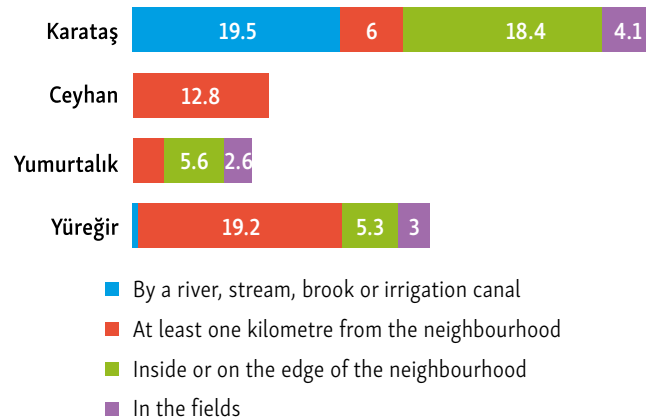 Karataş 19.5 6 18.4 4.1
Ceyhan 12.8
Yumurtalık 5.6 2.6
Yüreğir 19.2 5.3 3
By a river, stream, brook or irrigation canal
At least one kilometre from the neighbourhood
Inside or on the edge of the neighbourhood
In the fields